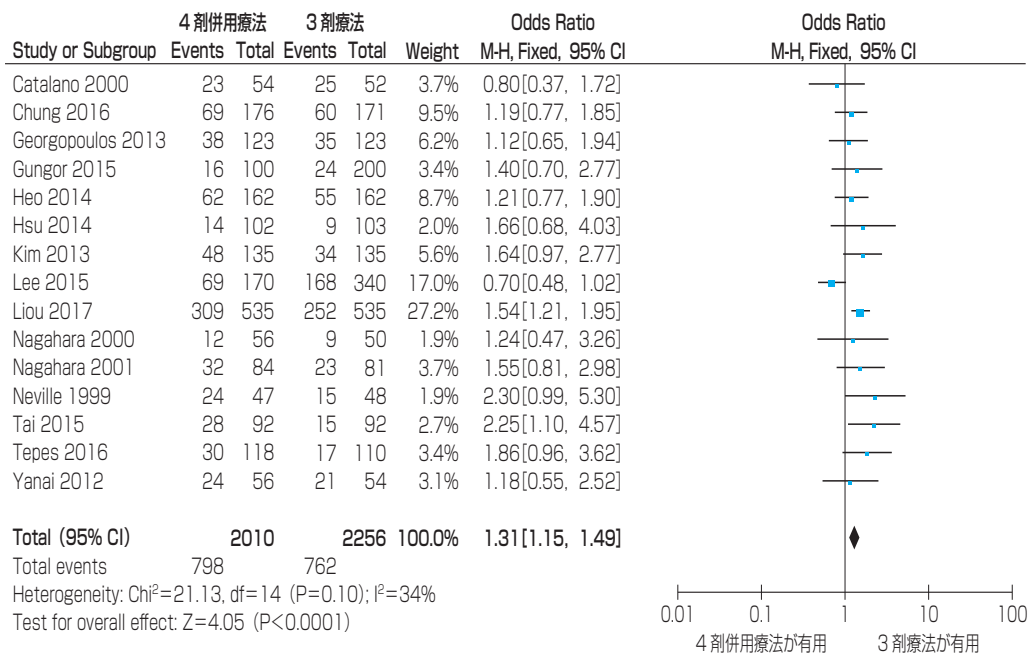 4 剤併用療法 3 剤療法 Odds Ratio Odds Ratio
Study or Subgroup Events Total Events Total Weight M-H, Fixed, 95% CI M-H, Fixed, 95% CI
Catalano 2000 23 54 25 52 3.7% 0.80[0.37, 1.72]
Chung 2016 69 176 60 171 9.5% 1.19[0.77, 1.85]
Georgopoulos 2013 38 123 35 123 6.2% 1.12[0.65, 1.94]
Gungor 2015 16 100 24 200 3.4% 1.40[0.70, 2.77]
Heo 2014 62 162 55 162 8.7% 1.21[0.77, 1.90]
Hsu 2014 14 102 9 103 2.0% 1.66[0.68, 4.03]
Kim 2013 48 135 34 135 5.6% 1.64[0.97, 2.77]
Lee 2015 69 170 168 340 17.0% 0.70[0.48, 1.02]
Liou 2017 309 535 252 535 27.2% 1.54[1.21, 1.95]
Nagahara 2000 12 56 9 50 1.9% 1.24[0.47, 3.26]
Nagahara 2001 32 84 23 81 3.7% 1.55[0.81, 2.98]
Neville 1999 24 47 15 48 1.9% 2.30[0.99, 5.30]
Tai 2015 28 92 15 92 2.7% 2.25[1.10, 4.57]
Tepes 2016 30 118 17 110 3.4% 1.86[0.96, 3.62]
Yanai 2012 24 56 21 54 3.1% 1.18[0.55, 2.52]
Total (95% CI) 2010 2256 100.0% 1.31[1.15, 1.49]
Total events 798 762
Heterogeneity: Chi²=21.13, df=14 (P=0.10); I²=34%
Test for overall effect: Z=4.05 (P<0.0001)
0.01 0.1 1 10 100
4 剤併用療法が有用 3 剤療法が有用